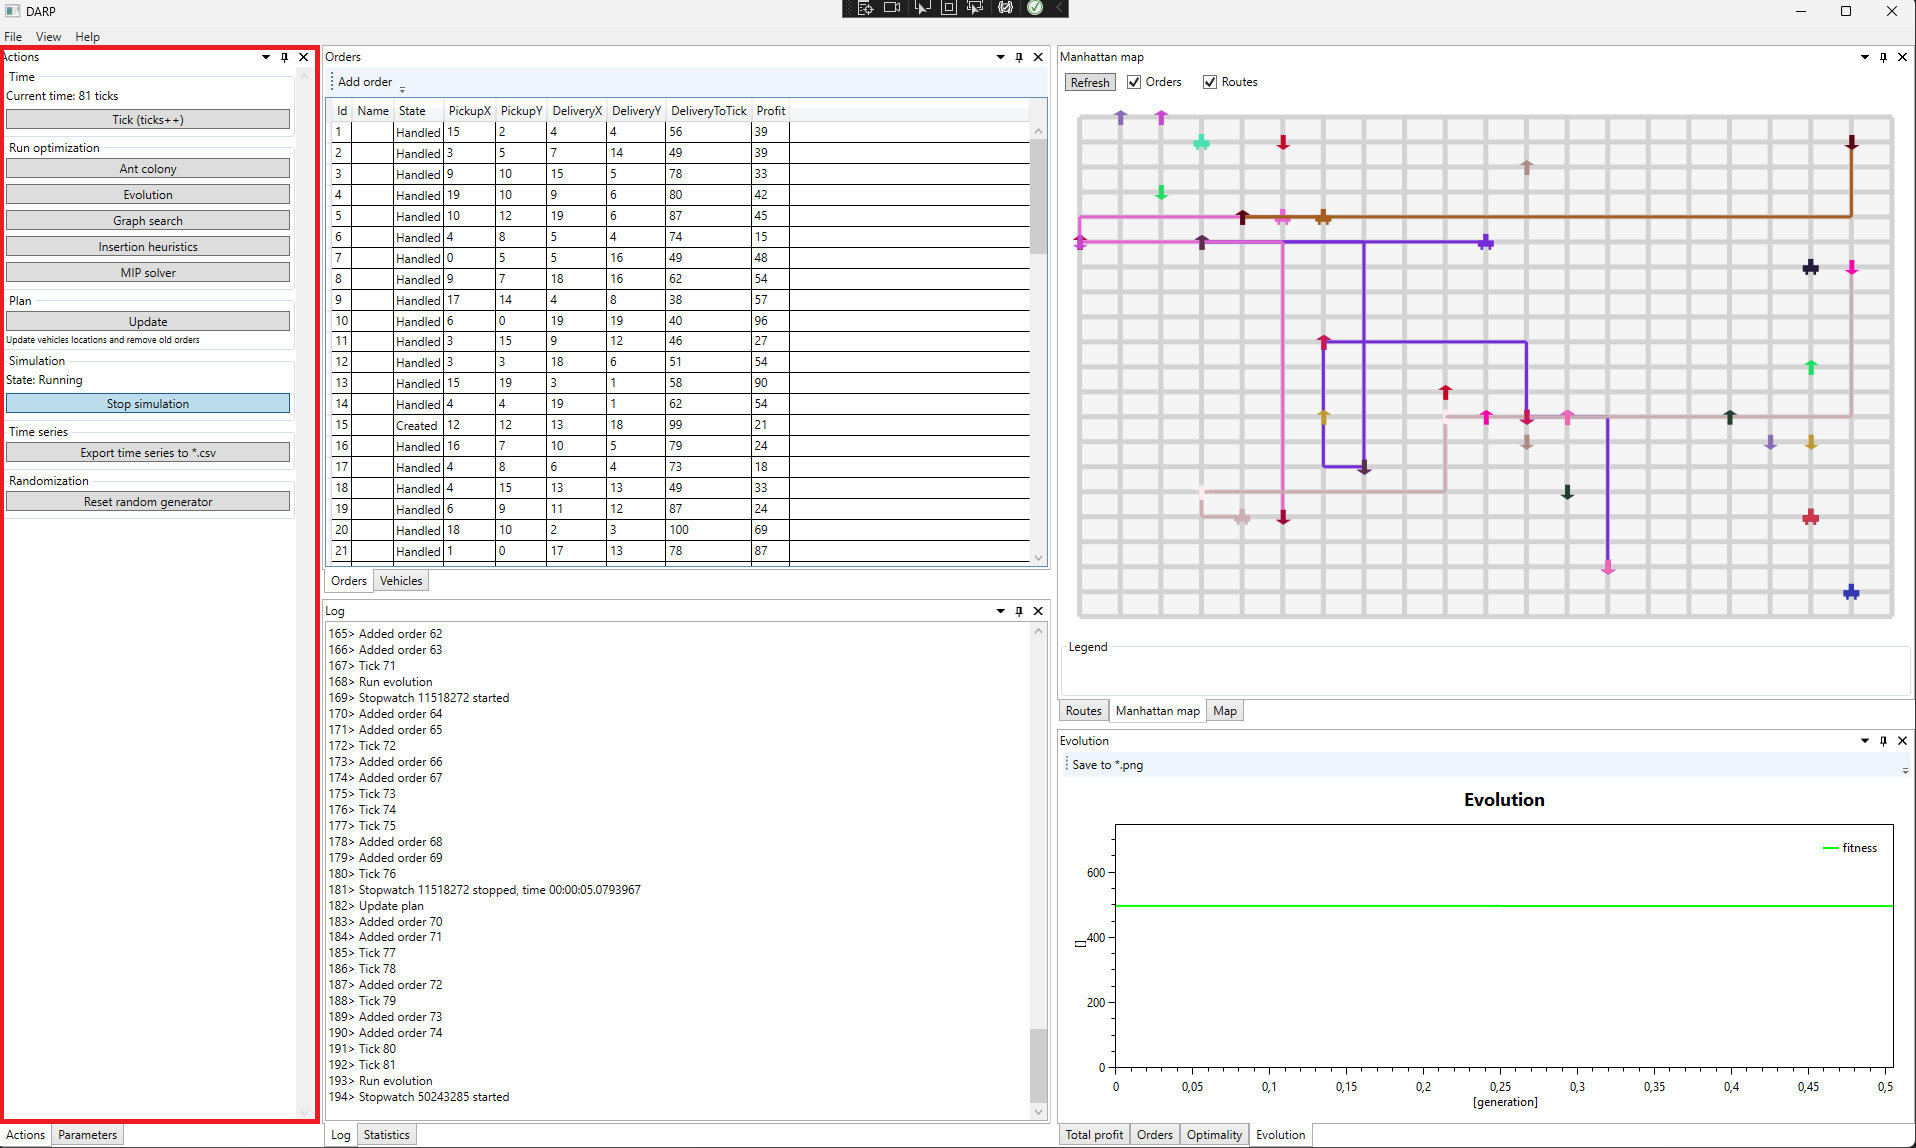 DARP
File View Help
Actions
Time
Current time: 81 ticks
Tick (ticks++)
Run optimization
Ant colony
Evolution
Graph search
Insertion heuristics
MIP solver
Plan
Update
Update vehicles locations and remove old orders
Simulation
State: Running
Stop simulation
Time series
Export time series to *.csv
Randomization
Reset random generator
Actions Parameters
Orders
Add order
Id Name State PickupX PickupY DeliveryX DeliveryY DeliveryToTick Profit
1 Handled 15 2 4 4 56 39
2 Handled 3 5 7 14 49 39
3 Handled 9 10 15 5 78 33
4 Handled 19 10 9 6 80 42
5 Handled 10 12 19 6 87 45
6 Handled 4 8 5 4 74 15
7 Handled 0 5 5 16 49 48
8 Handled 9 7 18 16 62 54
9 Handled 17 14 4 8 38 57
10 Handled 6 0 19 19 40 96
11 Handled 3 15 9 12 46 27
12 Handled 3 3 18 6 51 54
13 Handled 15 19 3 1 58 90
14 Handled 4 4 19 1 62 54
15 Created 12 12 13 18 99 21
16 Handled 16 7 10 5 79 24
17 Handled 4 8 6 4 73 18
18 Handled 4 15 13 13 49 33
19 Handled 6 9 11 12 87 24
20 Handled 18 10 2 3 100 69
21 Handled 1 0 17 13 78 87
Orders Vehicles
Log
165> Added order 62
166> Added order 63
167> Tick 71
168> Run evolution
169> Stopwatch 11518272 started
170> Added order 64
171> Added order 65
172> Tick 72
173> Added order 66
174> Added order 67
175> Tick 73
176> Tick 74
177> Tick 75
178> Added order 68
179> Added order 69
180> Tick 76
181> Stopwatch 11518272 stopped, time 00:00:05.0793967
182> Update plan
183> Added order 70
184> Added order 71
185> Tick 77
186> Tick 78
187> Added order 72
188> Tick 79
189> Added order 73
190> Added order 74
191> Tick 80
192> Tick 81
193> Run evolution
194> Stopwatch 50243285 started
Log Statistics
Manhattan map
Refresh Orders Routes
Legend
Routes Manhattan map Map
Evolution
Save to *.png
Evolution
fitness
600
400
200
0
[]
0 0,05 0,1 0,15 0,2 0,25 0,3 0,35 0,4 0,45 0,5
[generation]
Total profit Orders Optimality Evolution